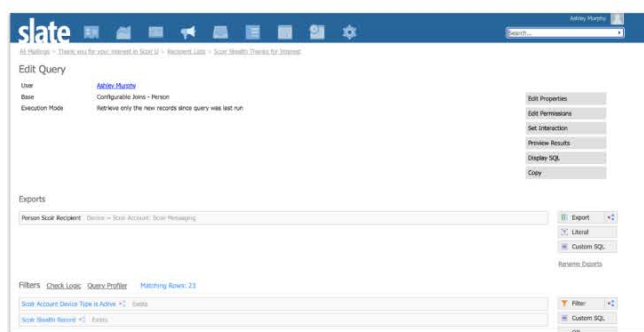 Ashley Murphy
slate
Search...
All Mailings > Thank you for your interest in Scoir U > Recipient Lists > Scoir Stealth Thanks for Interest
Edit Query
User Ashley Murphy
Base Configurable Joins - Person
Execution Mode Retrieve only the new records since query was last run
Edit Properties
Edit Permissions
Set Interaction
Preview Results
Display SQL
Copy
Exports
Person Scoir Recipient Device – Scoir Account, Scoir Messaging
Export
Literal
Custom SQL
Rename Exports
Filters Check Logic Query Profiler Matching Rows: 23
Scoir Account Device Type is Active Exists
Filter
Scoir Stealth Record Exists
Custom SQL